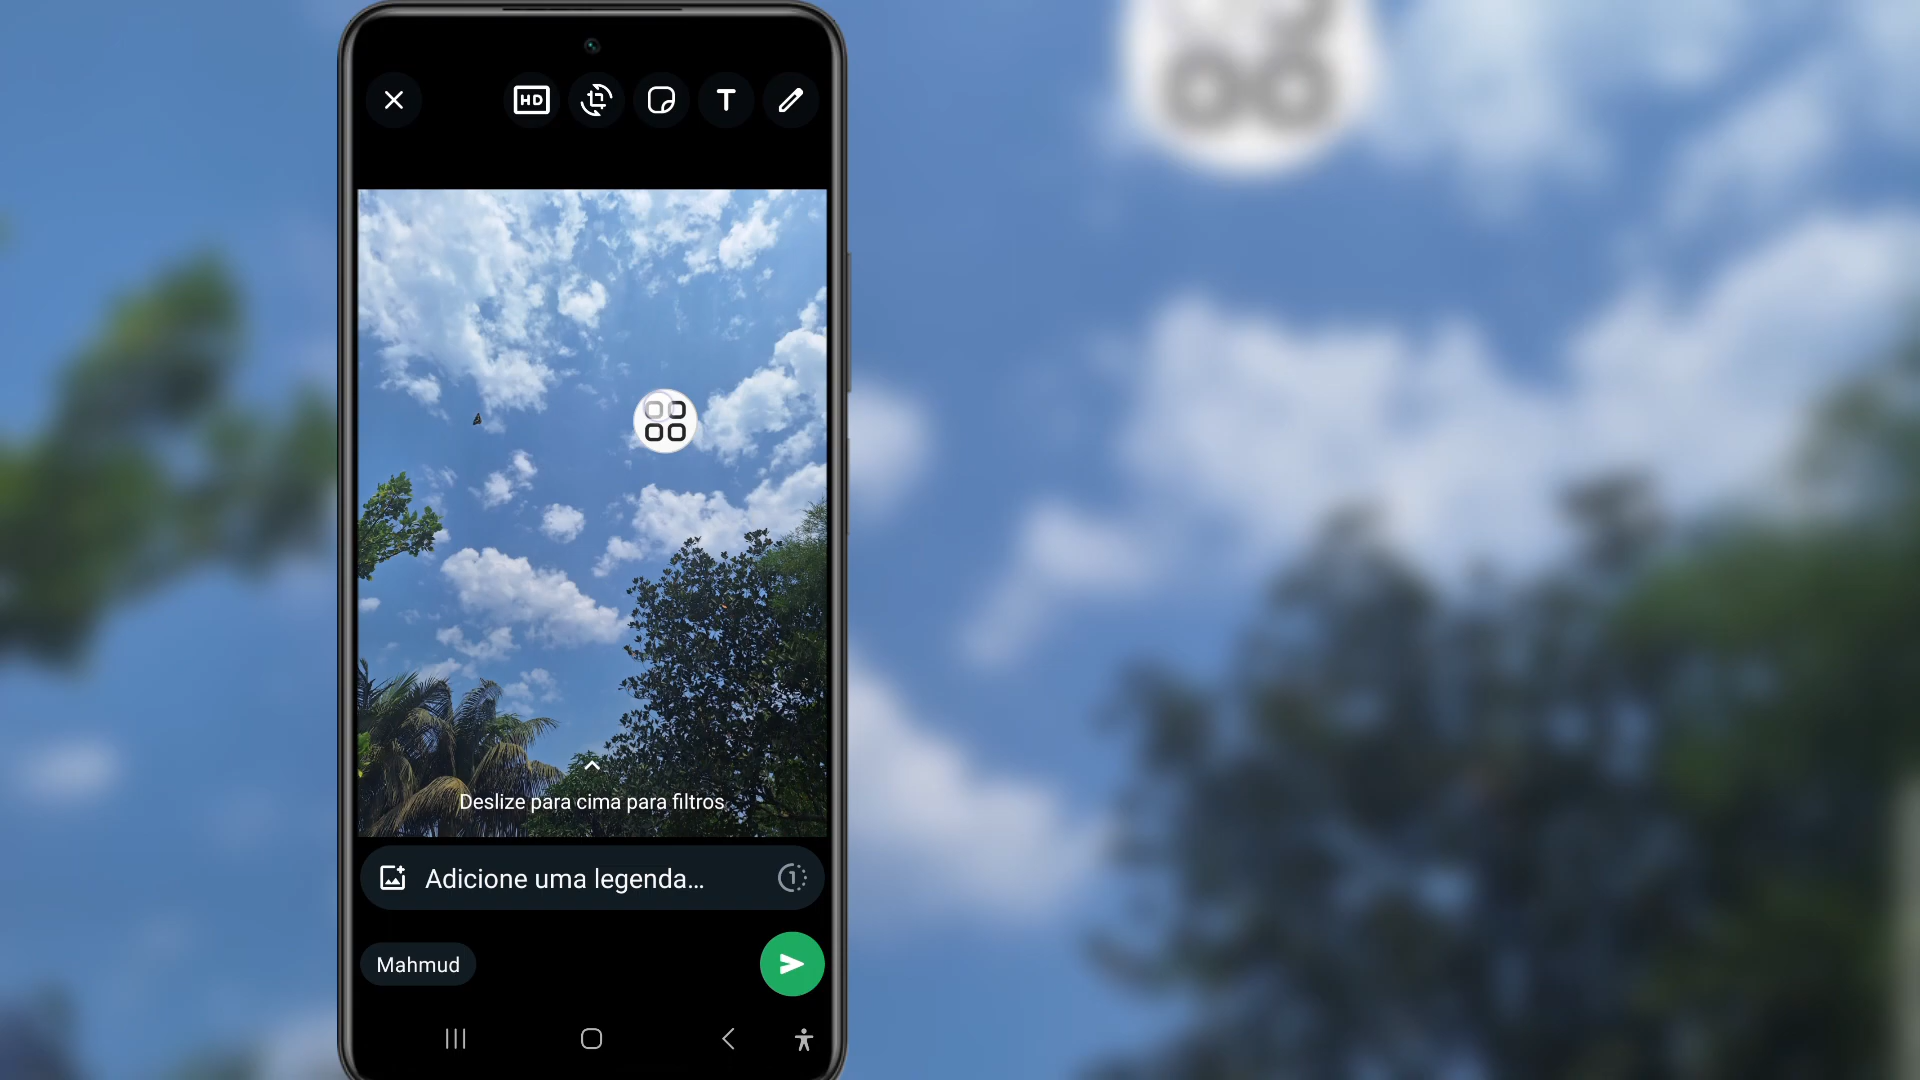 HD
T
Deslize para cima para filtros
Adicione uma legenda...
1
Mahmud